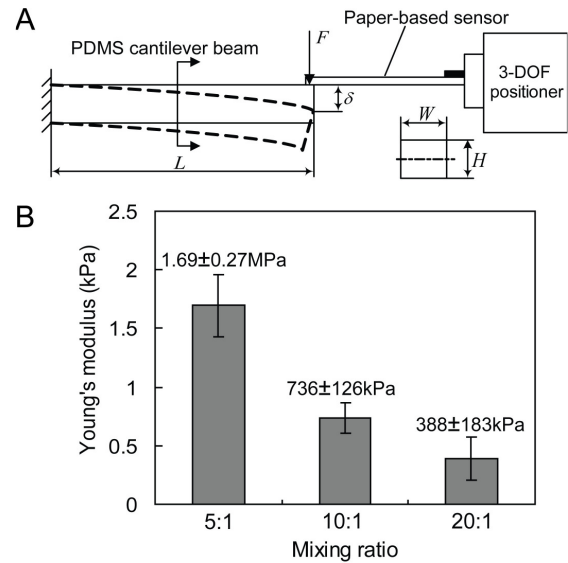 A
Paper-based sensor
PDMS cantilever beam
F
3-DOF
positioner
δ
W
H
L
B
Young's modulus (kPa)
2.5
2
1.5
1
0.5
0
1.69±0.27MPa
736±126kPa
388±183kPa
5:1
10:1
20:1
Mixing ratio